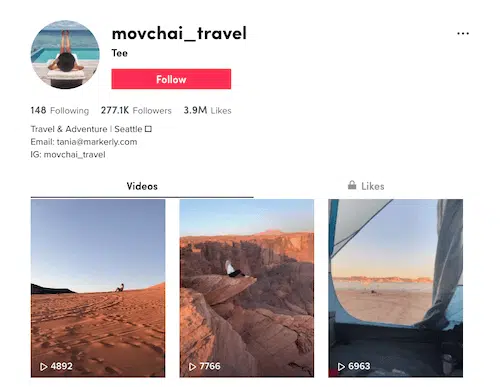 movchai_travel
Tee
Follow
148 Following 277.1K Followers 3.9M Likes
Travel & Adventure | Seattle
Email: tania@markerly.com
IG: movchai_travel
Videos Likes
4892 7766 6963